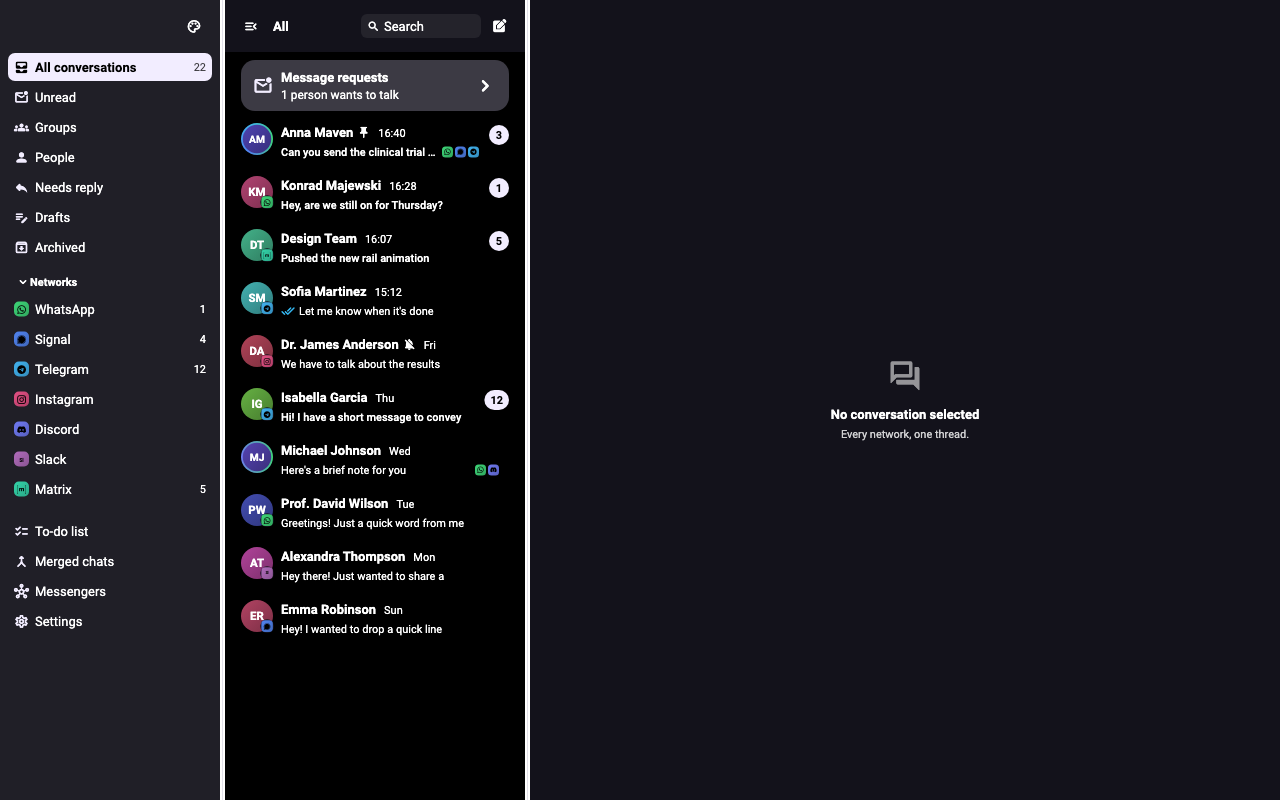 All conversations 22
Unread
Groups
People
Needs reply
Drafts
Archived
Networks
WhatsApp 1
Signal 4
Telegram 12
Instagram
Discord
Slack
Matrix 5
To-do list
Merged chats
Messengers
Settings
All
Search
Message requests
1 person wants to talk
AM
Anna Maven 16:40
3
Can you send the clinical trial …
KM
Konrad Majewski 16:28
1
Hey, are we still on for Thursday?
DT
Design Team 16:07
5
Pushed the new rail animation
SM
Sofia Martinez 15:12
Let me know when it's done
DA
Dr. James Anderson Fri
We have to talk about the results
IG
Isabella Garcia Thu
12
Hi! I have a short message to convey
MJ
Michael Johnson Wed
Here's a brief note for you
PW
Prof. David Wilson Tue
Greetings! Just a quick word from me
AT
Alexandra Thompson Mon
Hey there! Just wanted to share a
ER
Emma Robinson Sun
Hey! I wanted to drop a quick line
No conversation selected
Every network, one thread.